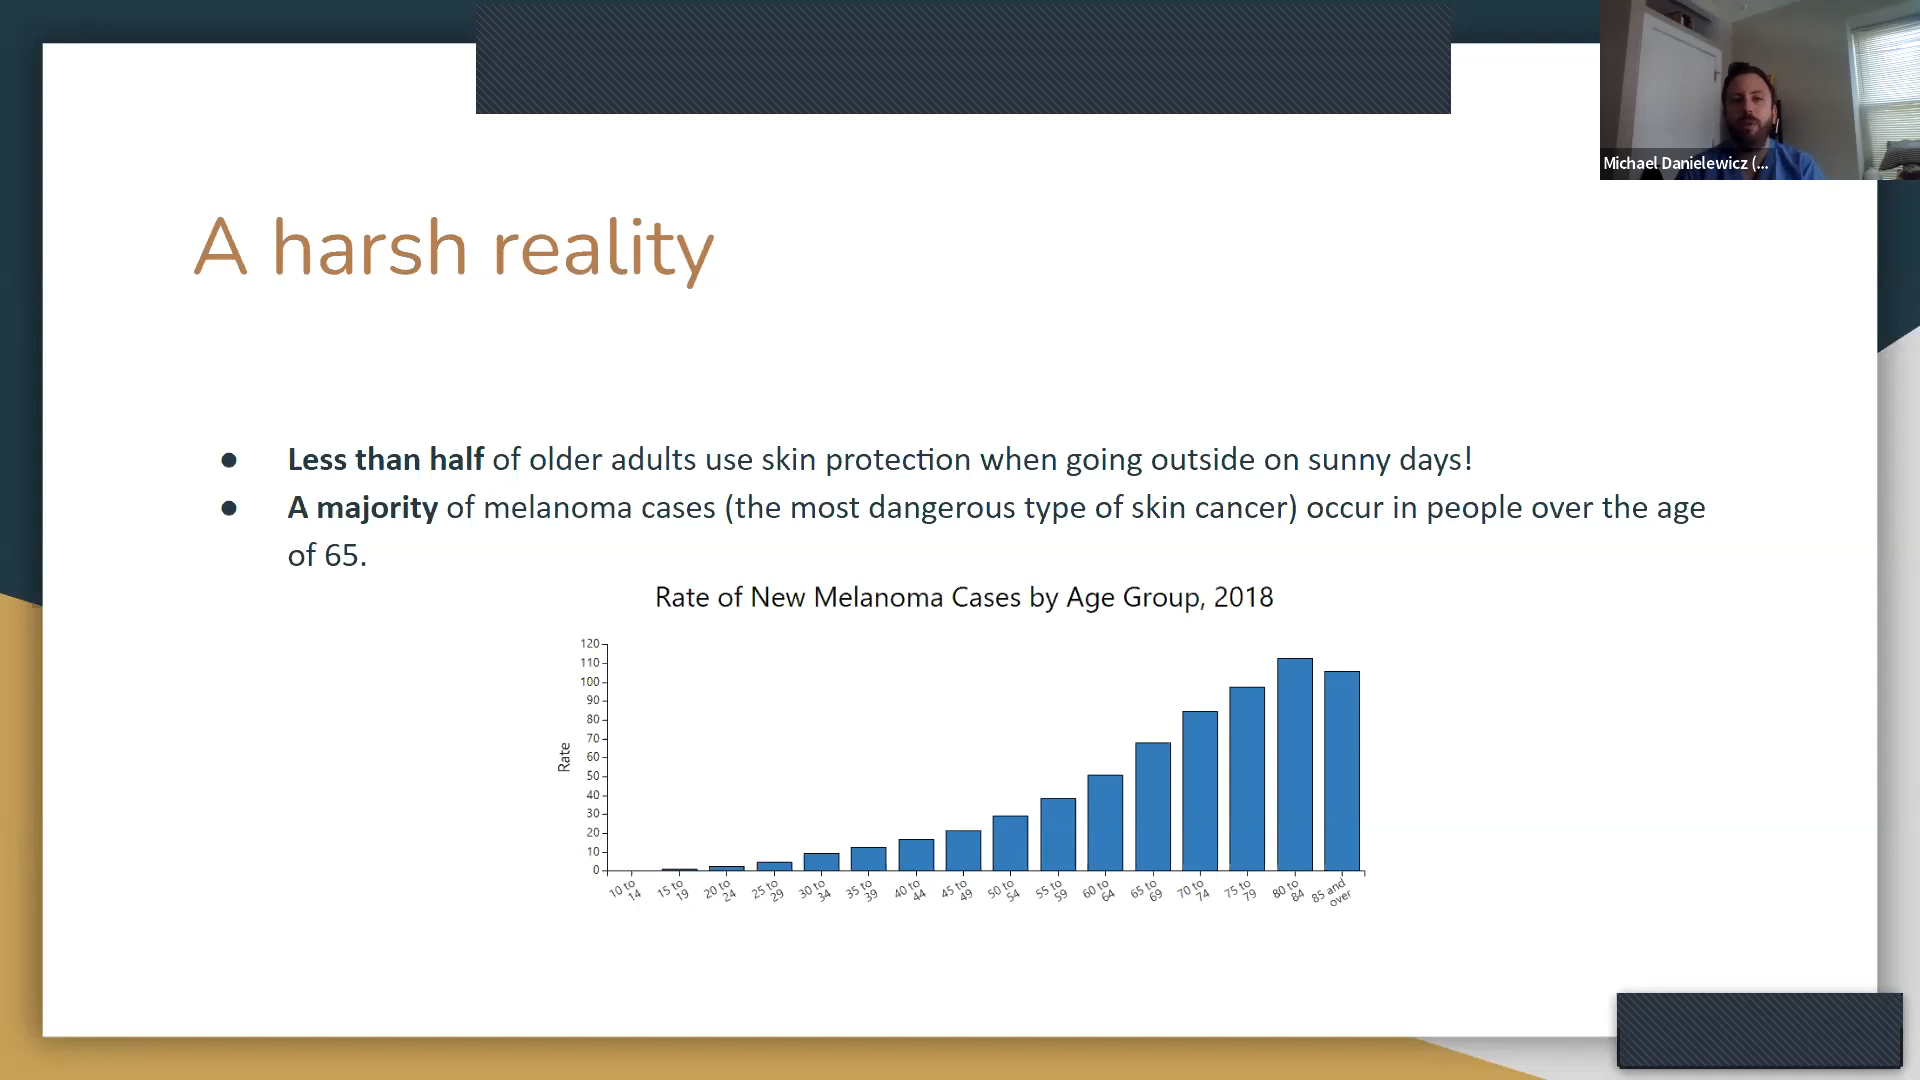 Michael Danielewicz (...
A harsh reality
● Less than half of older adults use skin protection when going outside on sunny days!
● A majority of melanoma cases (the most dangerous type of skin cancer) occur in people over the age
of 65.
Rate of New Melanoma Cases by Age Group, 2018
120
110
100
90
80
70
60
50
40
30
20
10
0
Rate
10 to
14
15 to
19
20 to
24
25 to
29
30 to
34
35 to
39
40 to
44
45 to
49
50 to
54
55 to
59
60 to
64
65 to
69
70 to
74
75 to
79
80 to
84
85 and
over